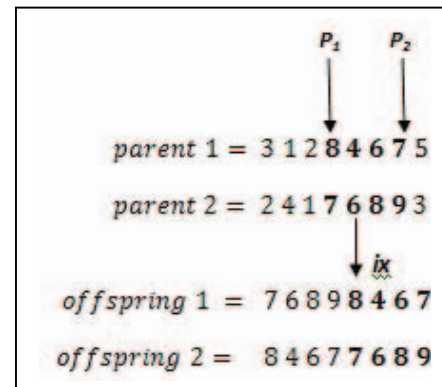 P₁ P₂
parent 1 = 3 1 2 8 4 6 7 5
parent 2 = 2 4 1 7 6 8 9 3
ix
offspring 1 = 7 6 8 9 8 4 6 7
offspring 2 = 8 4 6 7 7 6 8 9